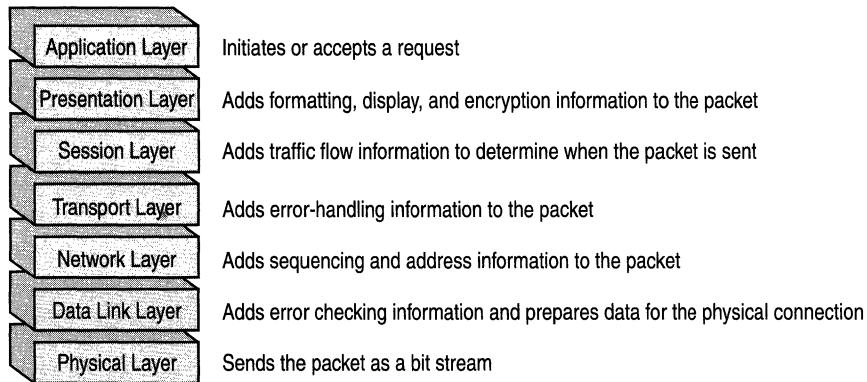 Application Layer Initiates or accepts a request
Presentation Layer Adds formatting, display, and encryption information to the packet
Session Layer Adds traffic flow information to determine when the packet is sent
Transport Layer Adds error-handling information to the packet
Network Layer Adds sequencing and address information to the packet
Data Link Layer Adds error checking information and prepares data for the physical connection
Physical Layer Sends the packet as a bit stream